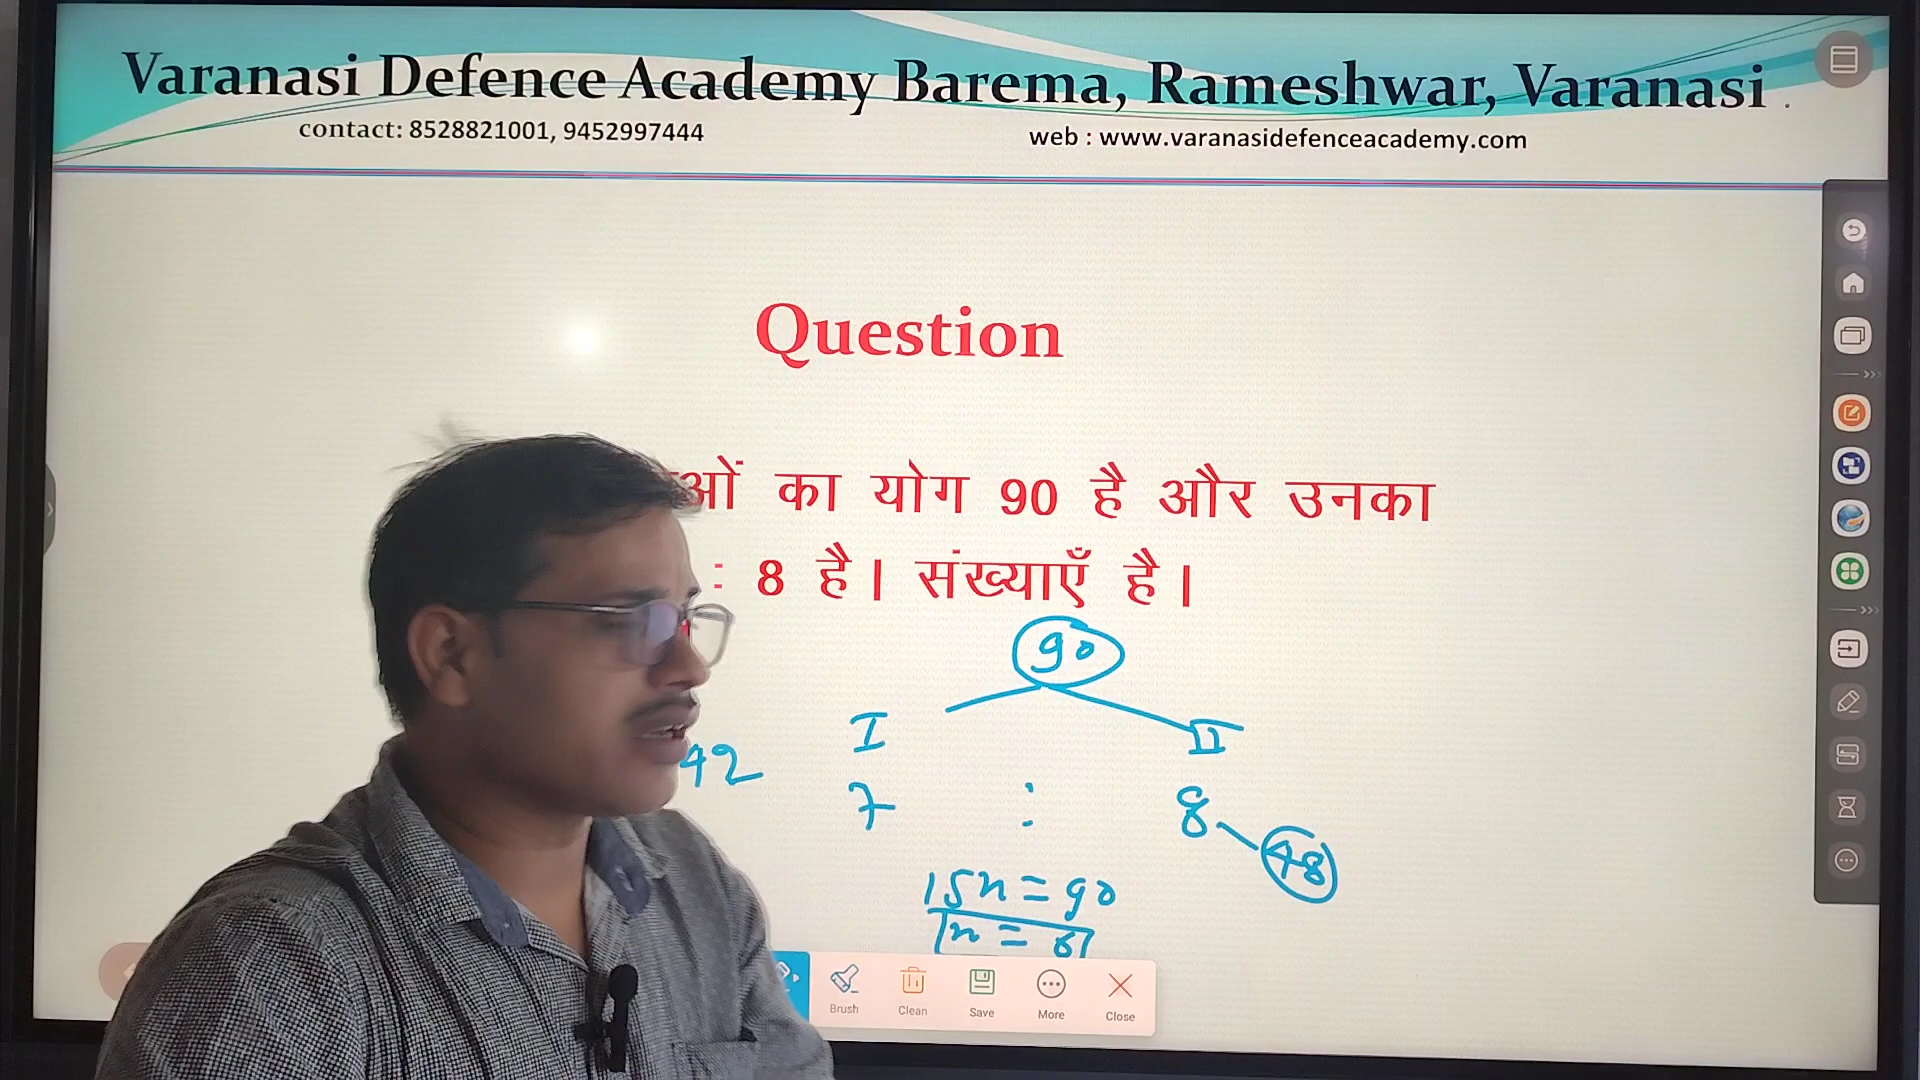 Varanasi Defence Academy Barema, Rameshwar, Varanasi .
contact: 8528821001, 9452997444
web : www.varanasidefenceacademy.com
Question
का योग 90 है और उनका
: 8 है। संख्याएँ है।
90
I II
42
7 : 8 48
15x = 90
x = 6
Brush Clean Save More Close